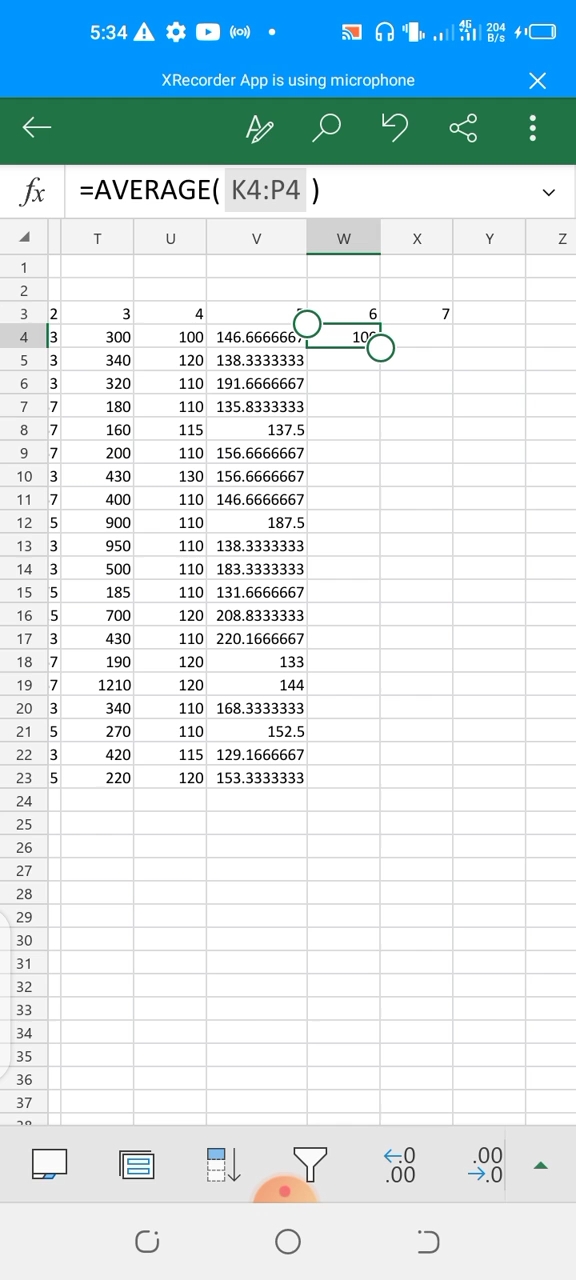 5:34 4G 204 B/s
XRecorder App is using microphone
fx =AVERAGE( K4:P4 )
T U V W X Y Z
1
2
3 2 3 4 6 7
4 3 300 100 146.6666667
5 3 340 120 138.3333333
6 3 320 110 191.6666667
7 7 180 110 135.8333333
8 7 160 115 137.5
9 7 200 110 156.6666667
10 3 430 130 156.6666667
11 7 400 110 146.6666667
12 5 900 110 187.5
13 3 950 110 138.3333333
14 3 500 110 183.3333333
15 5 185 110 131.6666667
16 5 700 120 208.8333333
17 3 430 110 220.1666667
18 7 190 120 133
19 7 1210 120 144
20 3 340 110 168.3333333
21 5 270 110 152.5
22 3 420 115 129.1666667
23 5 220 120 153.3333333
24
25
26
27
28
29
30
31
32
33
34
35
36
37
←.0 .00 .00 →.0